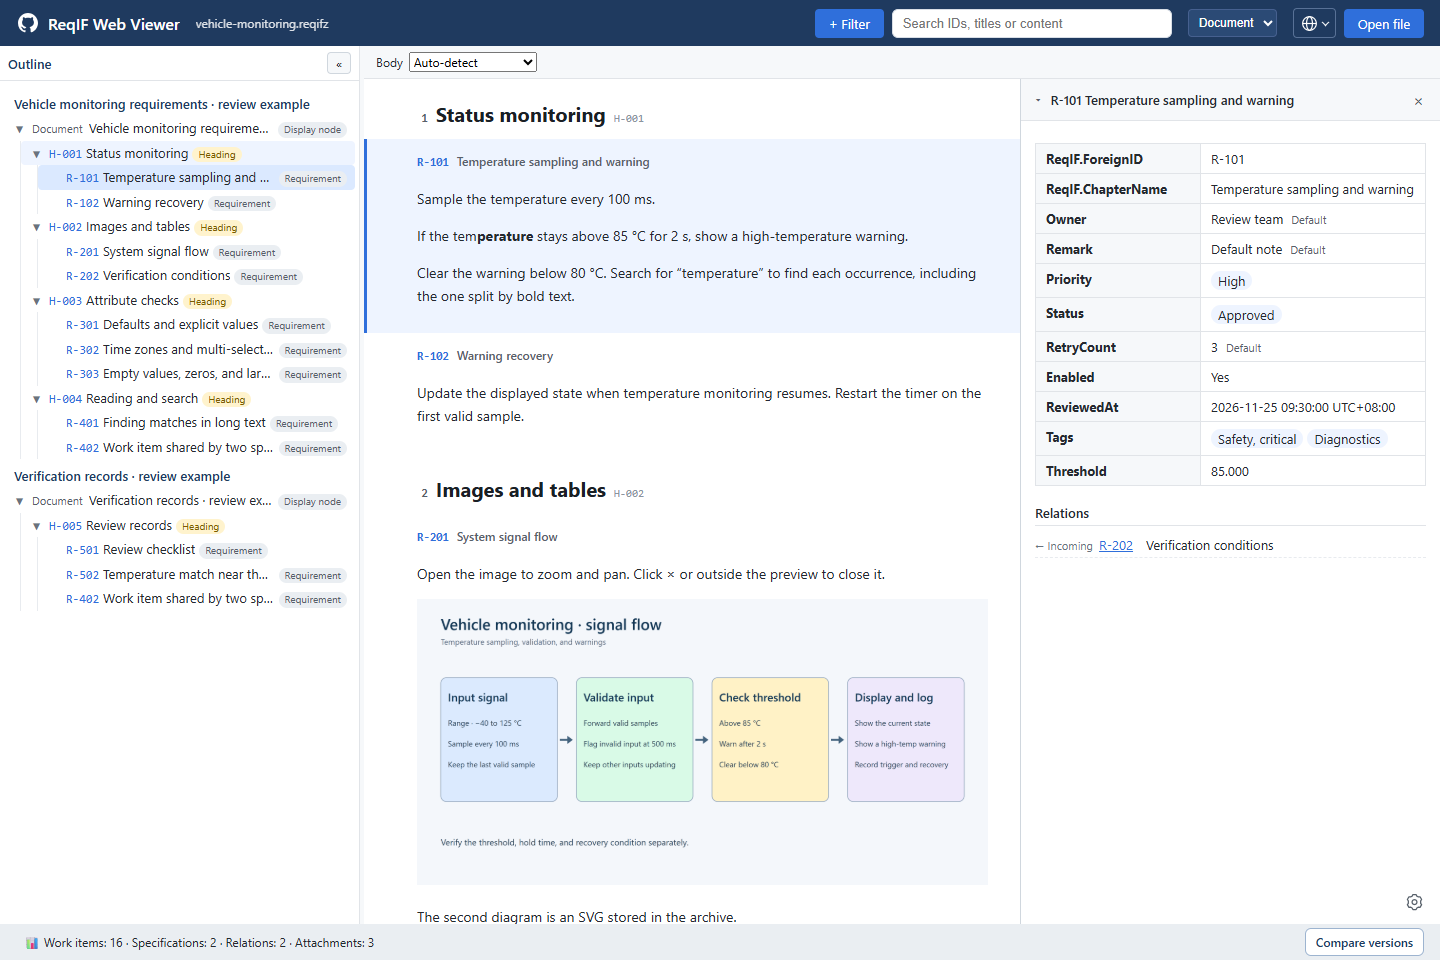 ReqIF Web Viewer
vehicle-monitoring.reqifz
+ Filter
Search IDs, titles or content
Document
Open file
Outline
«
Vehicle monitoring requirements · review example
Document Vehicle monitoring requireme... Display node
H-001 Status monitoring Heading
R-101 Temperature sampling and ... Requirement
R-102 Warning recovery Requirement
H-002 Images and tables Heading
R-201 System signal flow Requirement
R-202 Verification conditions Requirement
H-003 Attribute checks Heading
R-301 Defaults and explicit values Requirement
R-302 Time zones and multi-select... Requirement
R-303 Empty values, zeros, and lar... Requirement
H-004 Reading and search Heading
R-401 Finding matches in long text Requirement
R-402 Work item shared by two sp... Requirement
Verification records · review example
Document Verification records · review ex... Display node
H-005 Review records Heading
R-501 Review checklist Requirement
R-502 Temperature match near th... Requirement
R-402 Work item shared by two sp... Requirement
Body Auto-detect
1 Status monitoring H-001
R-101 Temperature sampling and warning
Sample the temperature every 100 ms.
If the temperature stays above 85 °C for 2 s, show a high-temperature warning.
Clear the warning below 80 °C. Search for “temperature” to find each occurrence, including
the one split by bold text.
R-102 Warning recovery
Update the displayed state when temperature monitoring resumes. Restart the timer on the
first valid sample.
2 Images and tables H-002
R-201 System signal flow
Open the image to zoom and pan. Click × or outside the preview to close it.
Vehicle monitoring · signal flow
Temperature sampling, validation, and warnings
Input signal
Range · −40 to 125 °C
Sample every 100 ms
Keep the last valid sample
Validate input
Forward valid samples
Flag invalid input at 500 ms
Keep other inputs updating
Check threshold
Above 85 °C
Warn after 2 s
Clear below 80 °C
Display and log
Show the current state
Show a high-temp warning
Record trigger and recovery
Verify the threshold, hold time, and recovery condition separately.
The second diagram is an SVG stored in the archive.
R-101 Temperature sampling and warning ×
ReqIF.ForeignID R-101
ReqIF.ChapterName Temperature sampling and warning
Owner Review team Default
Remark Default note Default
Priority High
Status Approved
RetryCount 3 Default
Enabled Yes
ReviewedAt 2026-11-25 09:30:00 UTC+08:00
Tags Safety, critical Diagnostics
Threshold 85.000
Relations
← Incoming R-202 Verification conditions
Work items: 16 · Specifications: 2 · Relations: 2 · Attachments: 3
Compare versions